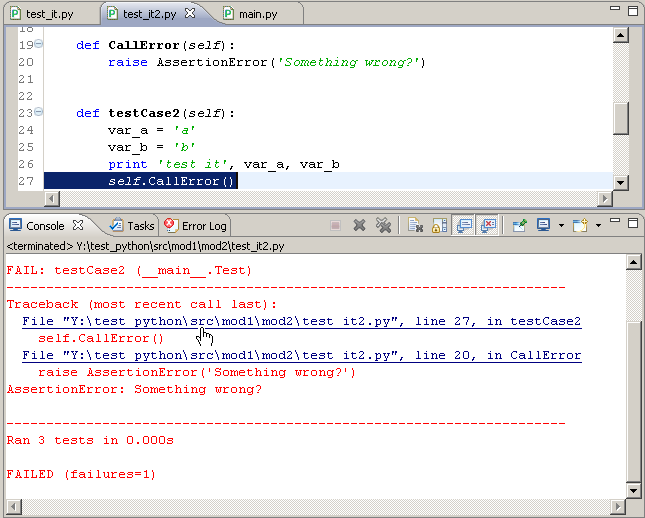 test_it.py test_it2.py main.py
18
19 def CallError(self):
20 raise AssertionError('Something wrong?')
21
22
23 def testCase2(self):
24 var_a = 'a'
25 var_b = 'b'
26 print 'test it', var_a, var_b
27 self.CallError()
Console Tasks Error Log
<terminated> Y:\test_python\src\mod1\mod2\test_it2.py
FAIL: testCase2 (__main__.Test)
----------------------------------------------------------------------
Traceback (most recent call last):
File "Y:\test_python\src\mod1\mod2\test_it2.py", line 27, in testCase2
self.CallError()
File "Y:\test_python\src\mod1\mod2\test_it2.py", line 20, in CallError
raise AssertionError('Something wrong?')
AssertionError: Something wrong?
----------------------------------------------------------------------
Ran 3 tests in 0.000s
FAILED (failures=1)